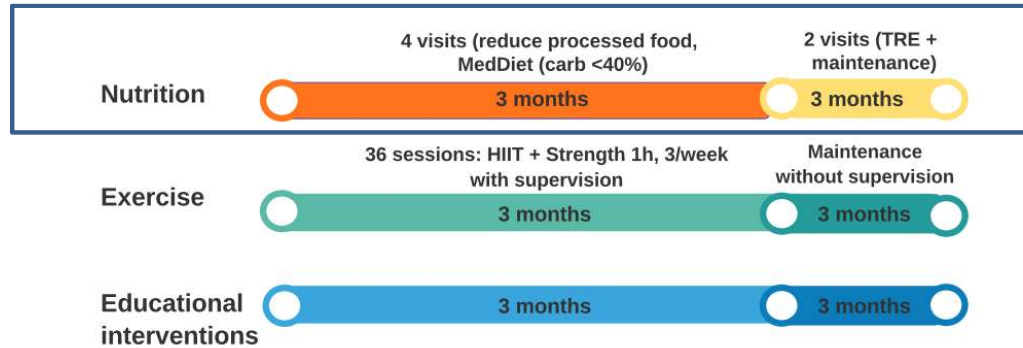 4 visits (reduce processed food,
MedDiet (carb <40%)
2 visits (TRE +
maintenance)
Nutrition
3 months
3 months
36 sessions: HIIT + Strength 1h, 3/week
with supervision
Maintenance
without supervision
Exercise
3 months
3 months
Educational
interventions
3 months
3 months